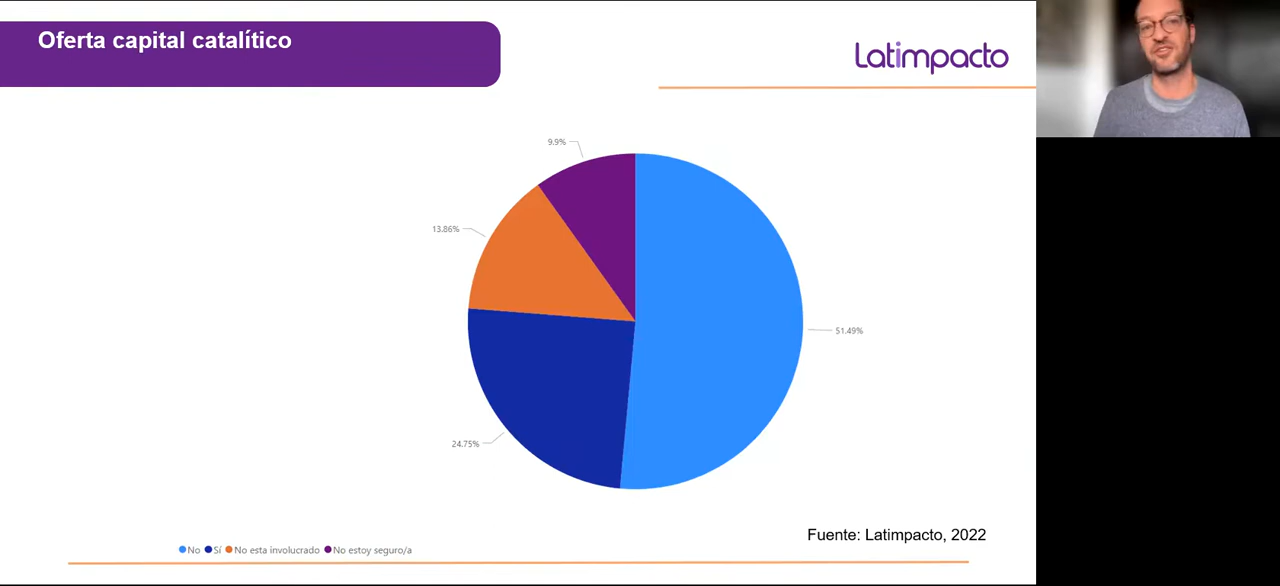 Oferta capital catalítico
Latimpacto
9.9%
13.86%
51.49%
24.75%
Fuente: Latimpacto, 2022
No Sí No esta involucrado No estoy seguro/a